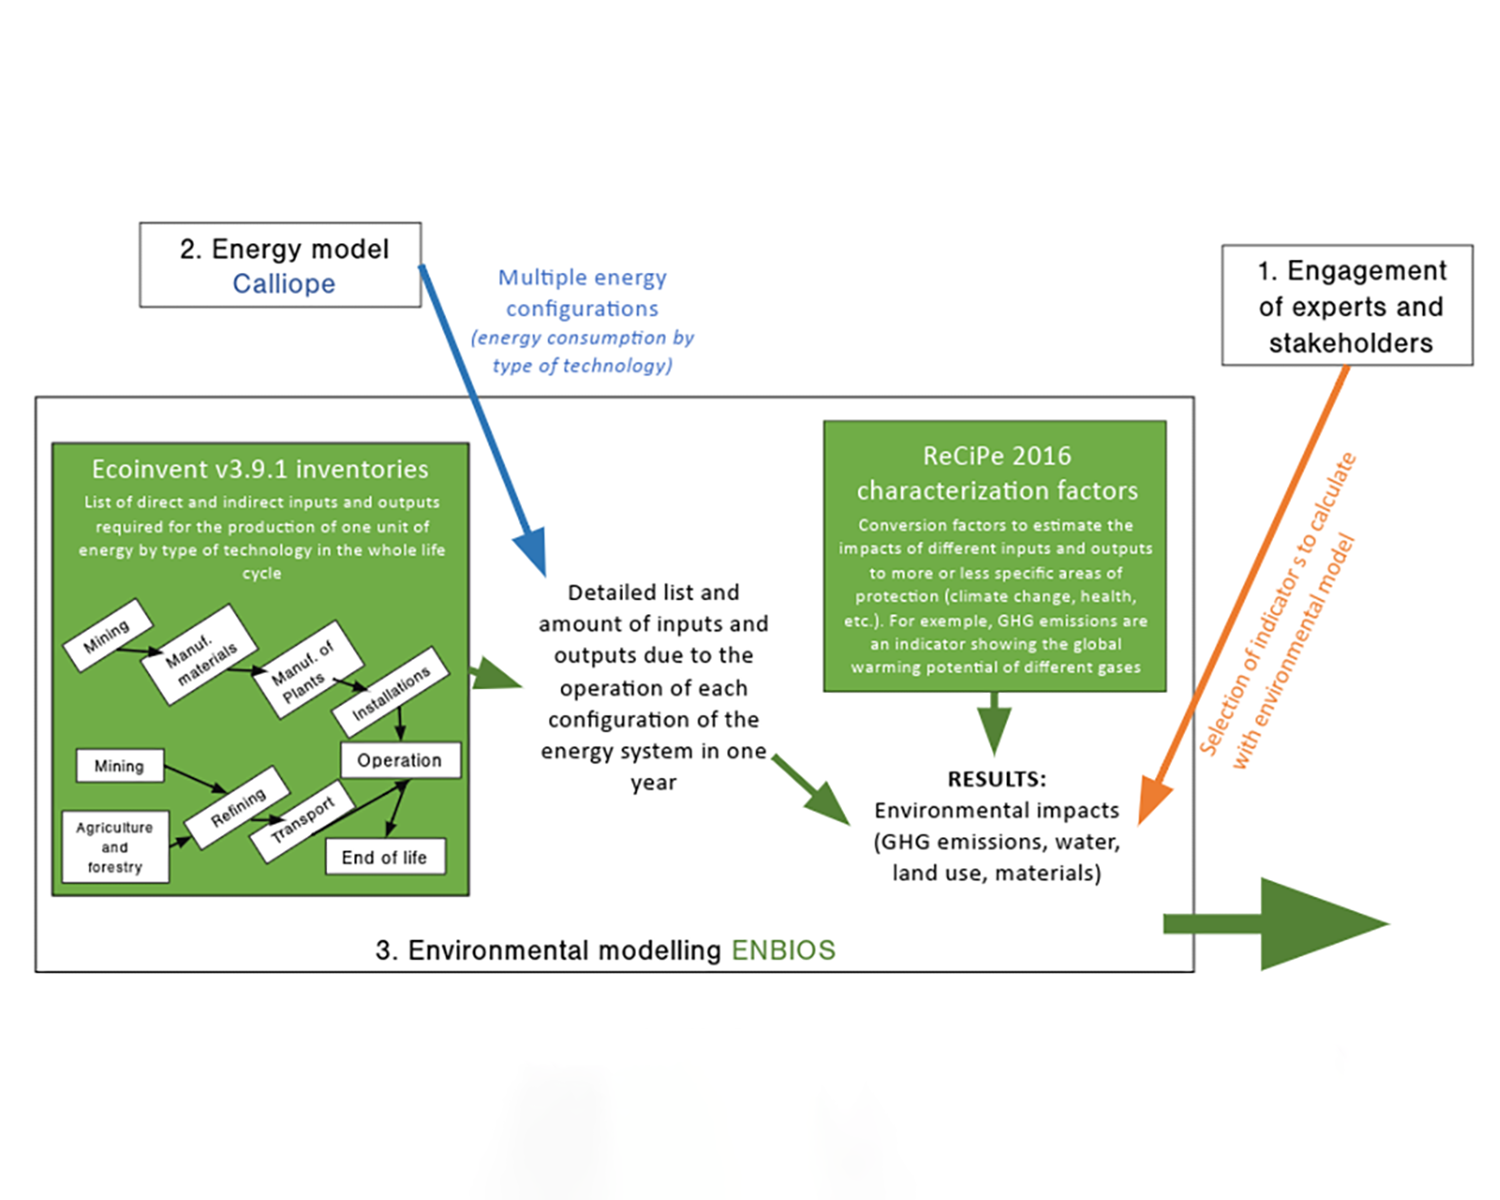 2. Energy model
Calliope
Multiple energy
configurations
(energy consumption by
type of technology)
1. Engagement
of experts and
stakeholders
Selection of indicator s to calculate
with environmental model
Ecoinvent v3.9.1 inventories
List of direct and indirect inputs and outputs
required for the production of one unit of
energy by type of technology in the whole life
cycle
Mining
Manuf.
materials
Manuf. of
Plants
Installations
Operation
Mining
Refining
Transport
Agriculture
and
forestry
End of life
Detailed list and
amount of inputs and
outputs due to the
operation of each
configuration of the
energy system in one
year
ReCiPe 2016
characterization factors
Conversion factors to estimate the
impacts of different inputs and outputs
to more or less specific areas of
protection (climate change, health,
etc.). For exemple, GHG emissions are
an indicator showing the global
warming potential of different gases
RESULTS:
Environmental impacts
(GHG emissions, water,
land use, materials)
3. Environmental modelling ENBIOS